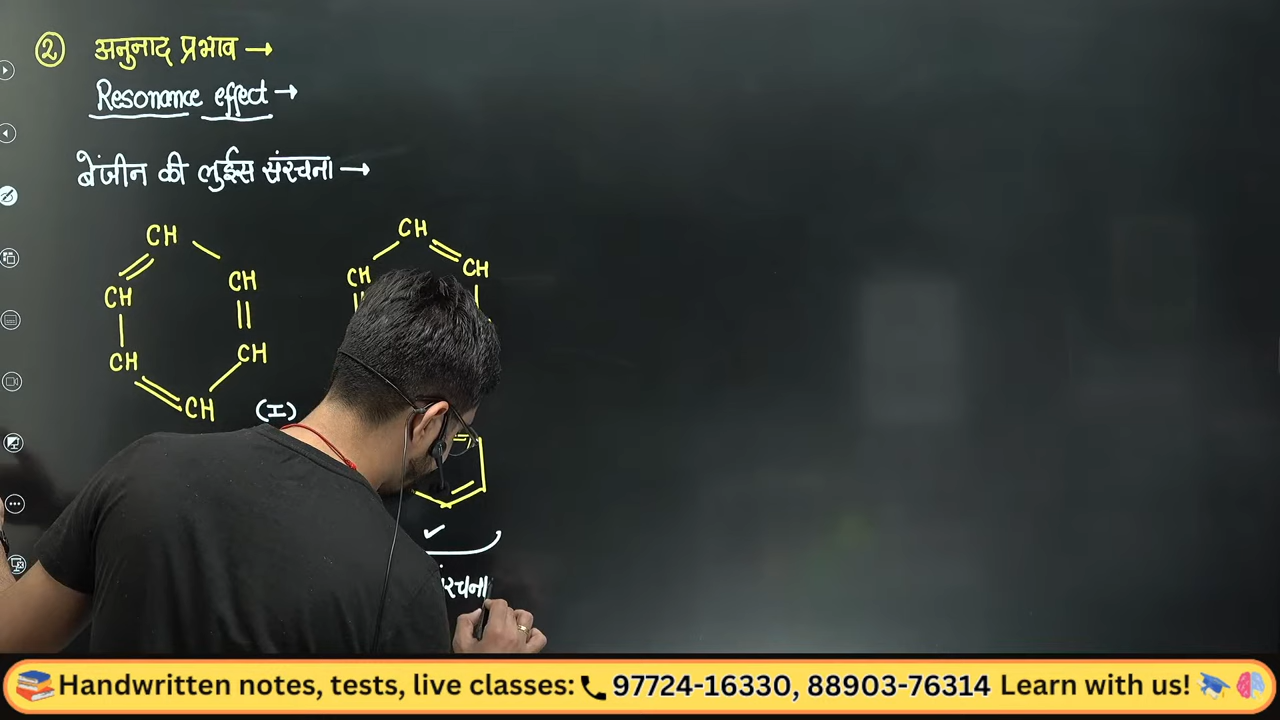 ② अनुनाद प्रभाव →
Resonance effect →
बेंजीन की लुईस संरचना →
CH
CH
CH
CH
CH
CH
(I)
CH
CH
CH
Handwritten notes, tests, live classes: 97724-16330, 88903-76314 Learn with us!